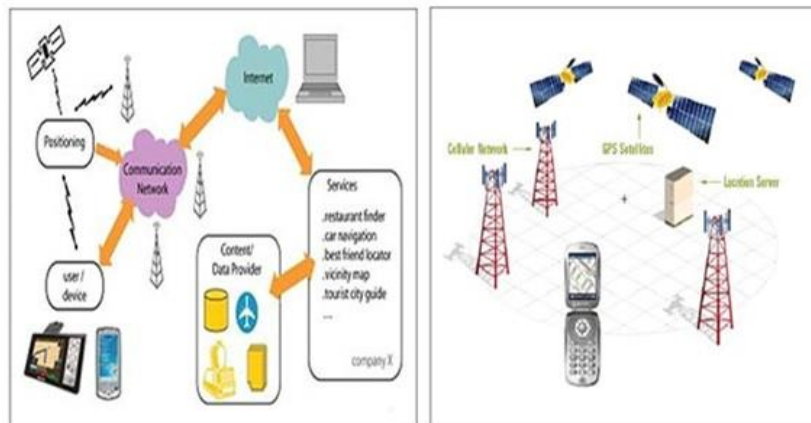 Internet
Positioning
Communication
Network
user /
device
Content/
Data Provider
Services
.restaurant finder
.car navigation
.best friend locator
.vicinity map
.tourist city guide
....
company X
Cellular Network
GPS Satellites
Location Server